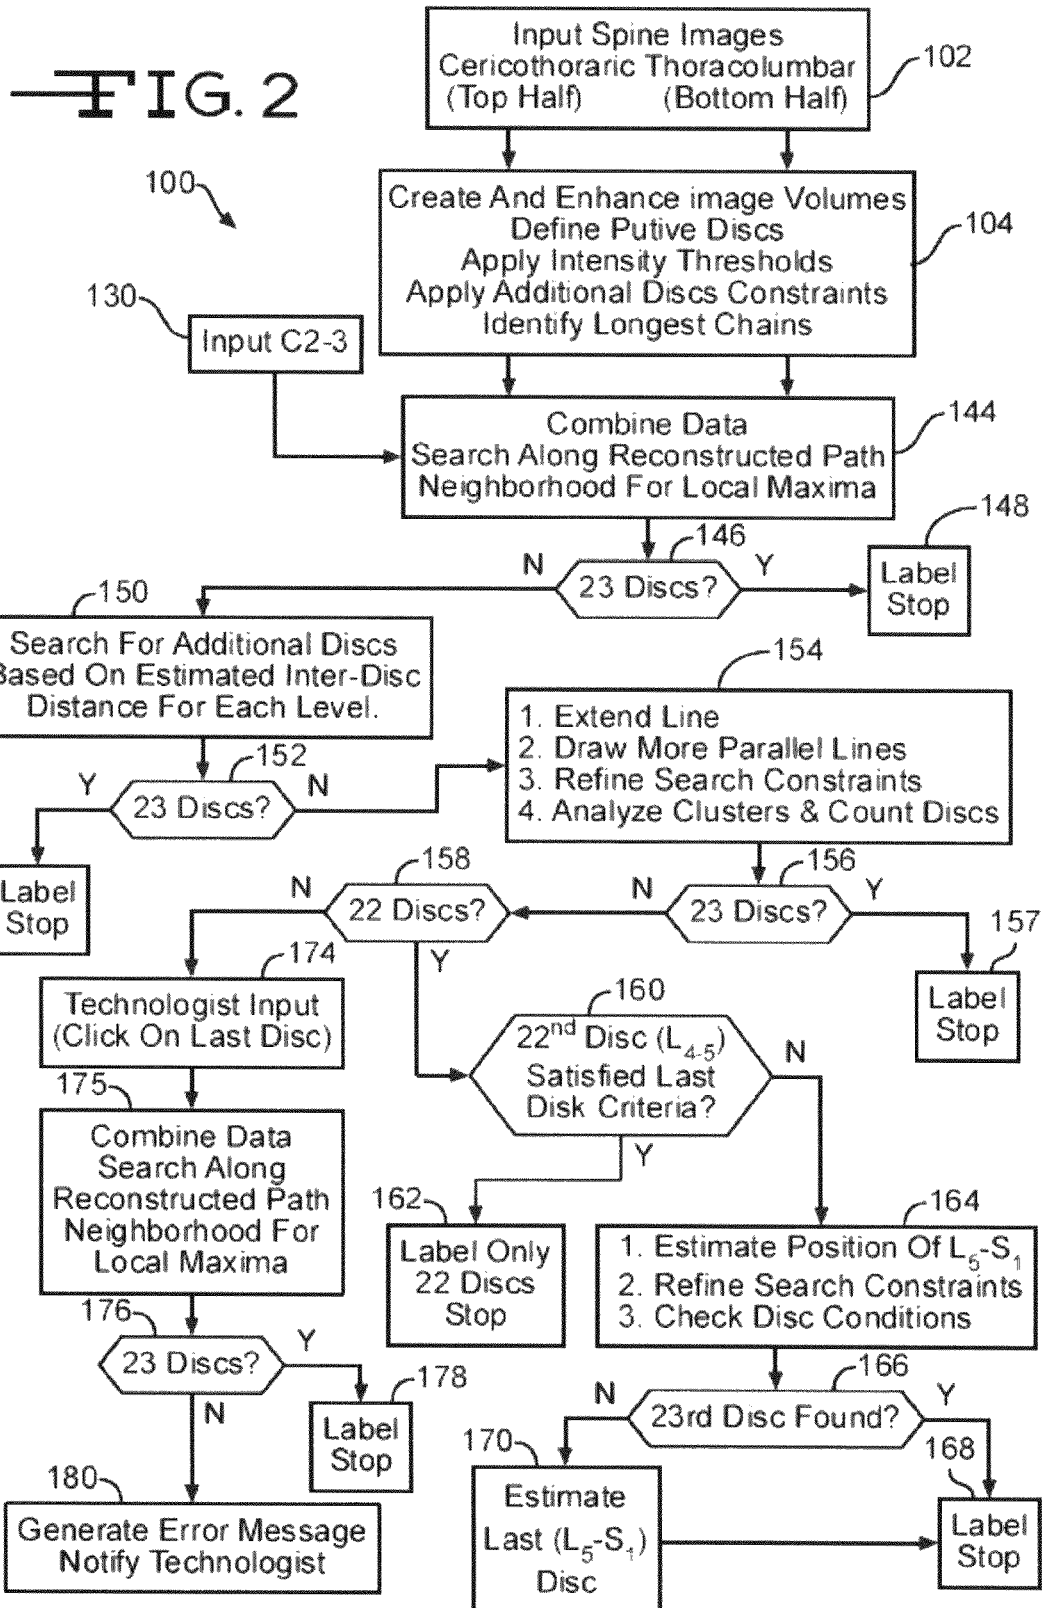 FIG. 2
100
Input Spine Images
Cericothoraric Thoracolumbar
(Top Half) (Bottom Half)
102
Create And Enhance image Volumes
Define Putive Discs
Apply Intensity Thresholds
Apply Additional Discs Constraints
Identify Longest Chains
104
130
Input C2-3
Combine Data
Search Along Reconstructed Path
Neighborhood For Local Maxima
144
146
N
23 Discs?
Y
148
Label
Stop
150
Search For Additional Discs
Based On Estimated Inter-Disc
Distance For Each Level.
152
Y
23 Discs?
N
Label
Stop
154
1. Extend Line
2. Draw More Parallel Lines
3. Refine Search Constraints
4. Analyze Clusters & Count Discs
156
N
23 Discs?
Y
157
Label
Stop
158
N
22 Discs?
Y
174
Technologist Input
(Click On Last Disc)
175
Combine Data
Search Along
Reconstructed Path
Neighborhood For
Local Maxima
176
23 Discs?
Y
N
178
Label
Stop
180
Generate Error Message
Notify Technologist
160
22nd Disc (L4-5)
Satisfied Last
Disk Criteria?
N
Y
162
Label Only
22 Discs
Stop
164
1. Estimate Position Of L5-S1
2. Refine Search Constraints
3. Check Disc Conditions
166
N
23rd Disc Found?
Y
170
Estimate
Last (L5-S1)
Disc
168
Label
Stop